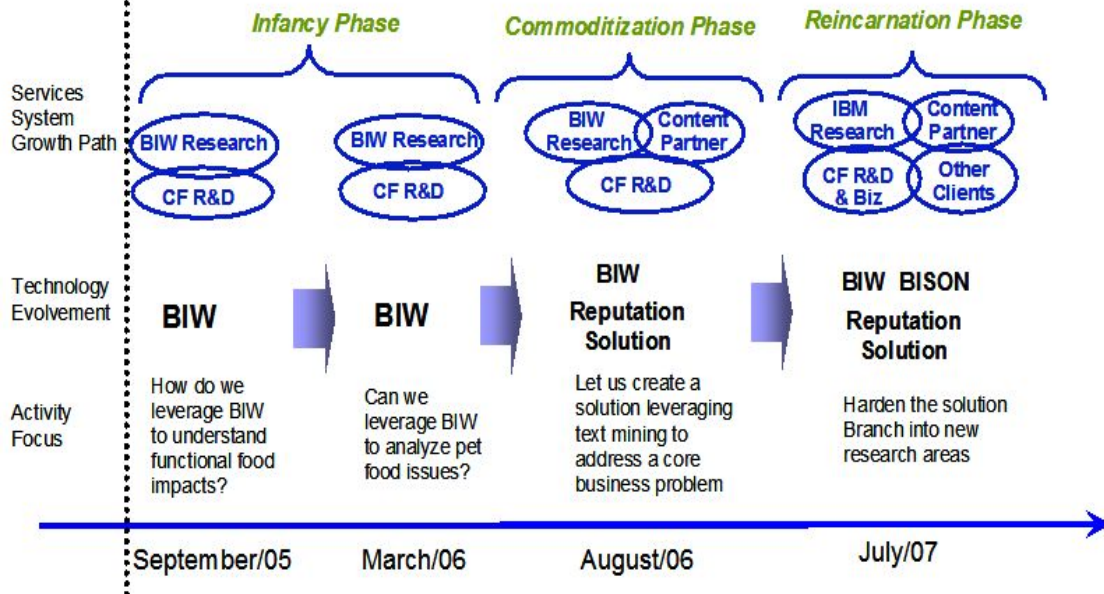 Infancy Phase
Commoditization Phase
Reincarnation Phase
Services
System
Growth Path
BIW Research
CF R&D
BIW Research
CF R&D
BIW
Research
Content
Partner
CF R&D
IBM
Research
Content
Partner
CF R&D
& Biz
Other
Clients
Technology
Evolvement
BIW
BIW
BIW
Reputation
Solution
BIW BISON
Reputation
Solution
Activity
Focus
How do we
leverage BIW
to understand
functional food
impacts?
Can we
leverage BIW
to analyze pet
food issues?
Let us create a
solution leveraging
text mining to
address a core
business problem
Harden the solution
Branch into new
research areas
September/05
March/06
August/06
July/07